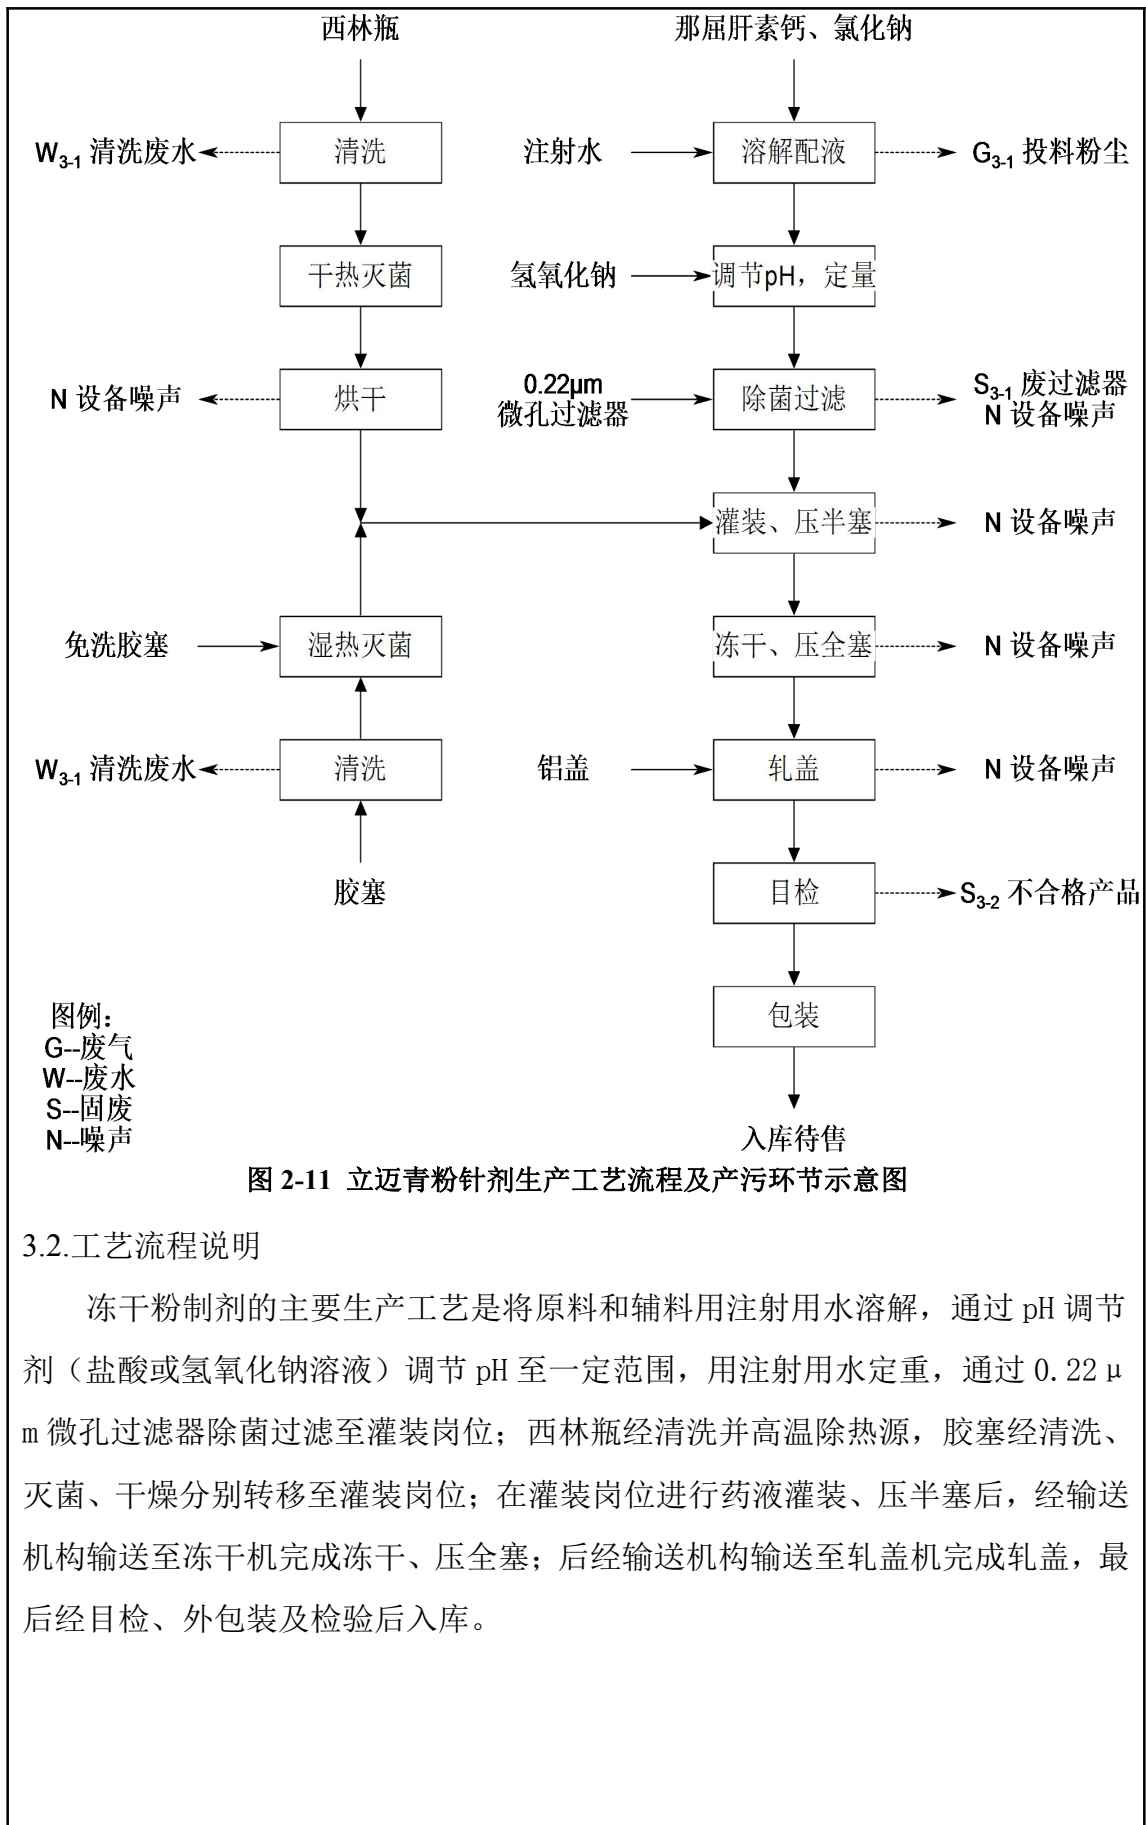 西林瓶
那屈肝素钙、氯化钠
W3-1 清洗废水
清洗
注射水
溶解配液
G3-1 投料粉尘
干热灭菌
氢氧化钠
调节pH，定量
N 设备噪声
烘干
0.22μm
微孔过滤器
除菌过滤
S3-1 废过滤器
N 设备噪声
灌装、压半塞
N 设备噪声
免洗胶塞
湿热灭菌
冻干、压全塞
N 设备噪声
W3-1 清洗废水
清洗
铝盖
轧盖
N 设备噪声
胶塞
目检
S3-2 不合格产品
包装
图例：
G--废气
W--废水
S--固废
N--噪声
入库待售
图 2-11 立迈青粉针剂生产工艺流程及产污环节示意图
3.2.工艺流程说明
冻干粉制剂的主要生产工艺是将原料和辅料用注射用水溶解，通过 pH 调节
剂（盐酸或氢氧化钠溶液）调节 pH 至一定范围，用注射用水定重，通过 0.22μ
m 微孔过滤器除菌过滤至灌装岗位；西林瓶经清洗并高温除热源，胶塞经清洗、
灭菌、干燥分别转移至灌装岗位；在灌装岗位进行药液灌装、压半塞后，经输送
机构输送至冻干机完成冻干、压全塞；后经输送机构输送至轧盖机完成轧盖，最
后经目检、外包装及检验后入库。